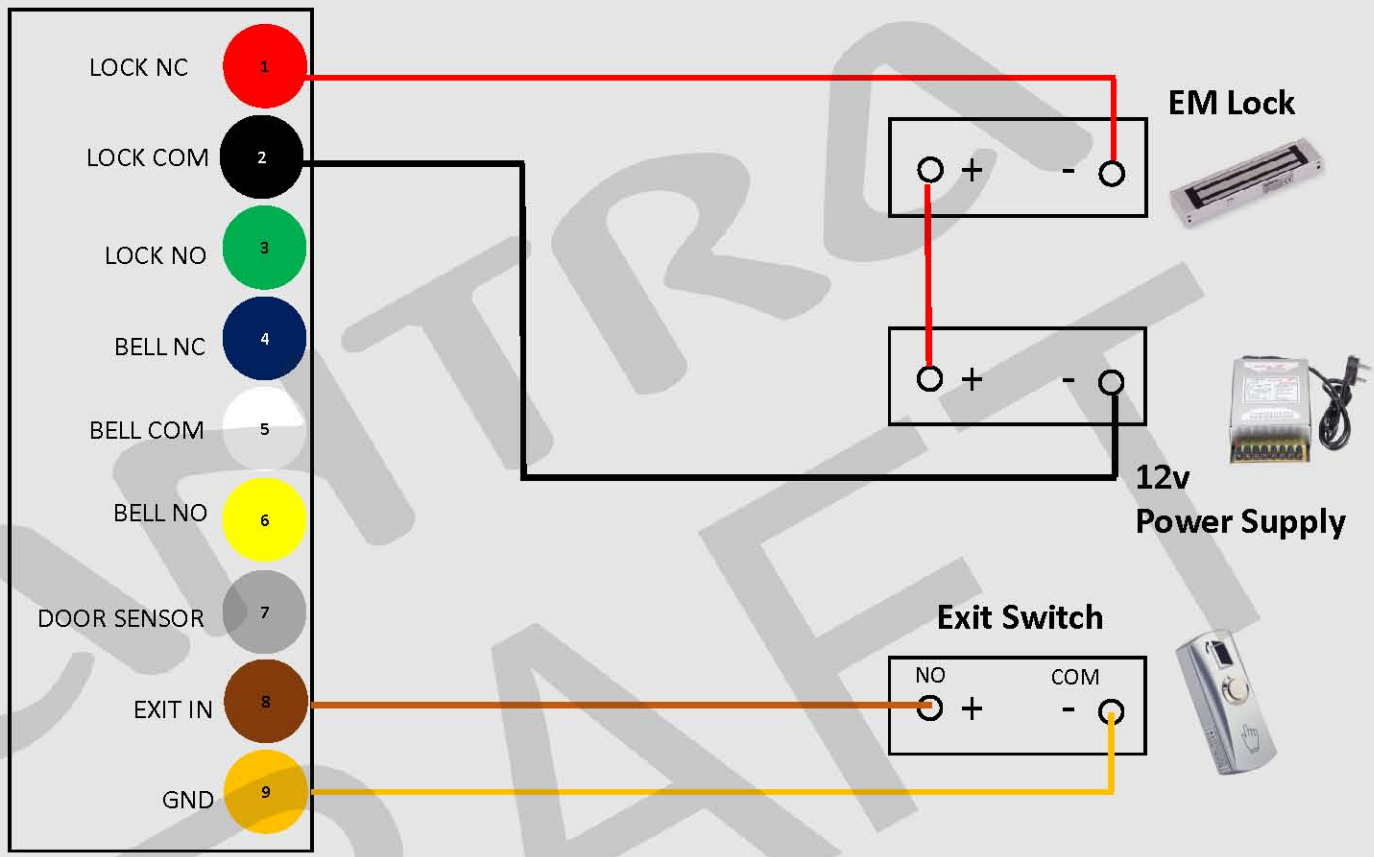 LOCK NC 1
LOCK COM 2
LOCK NO 3
BELL NC 4
BELL COM 5
BELL NO 6
DOOR SENSOR 7
EXIT IN 8
GND 9
EM Lock
+ -
+ -
12v
Power Supply
Exit Switch
NO COM
+ -
DRAFT